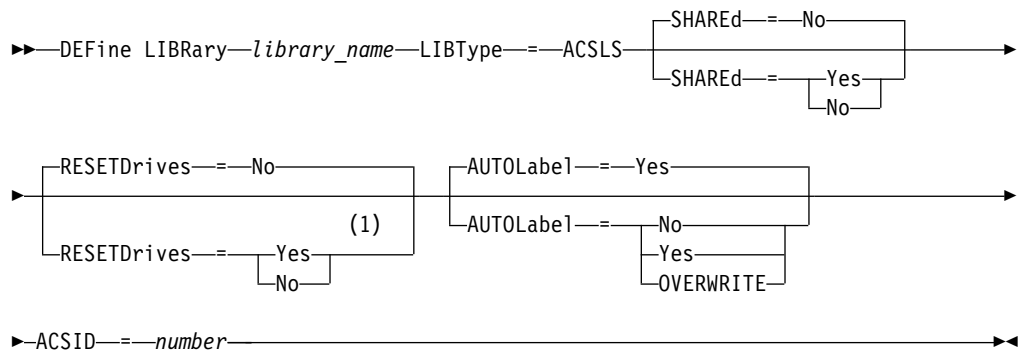 SHAREd = No
DEFine LIBRary library_name LIBType = ACSLS
SHAREd = Yes
No
RESETDrives = No AUTOLabel = Yes
(1)
RESETDrives = Yes AUTOLabel = No
No Yes
OVERWRITE
ACSID = number